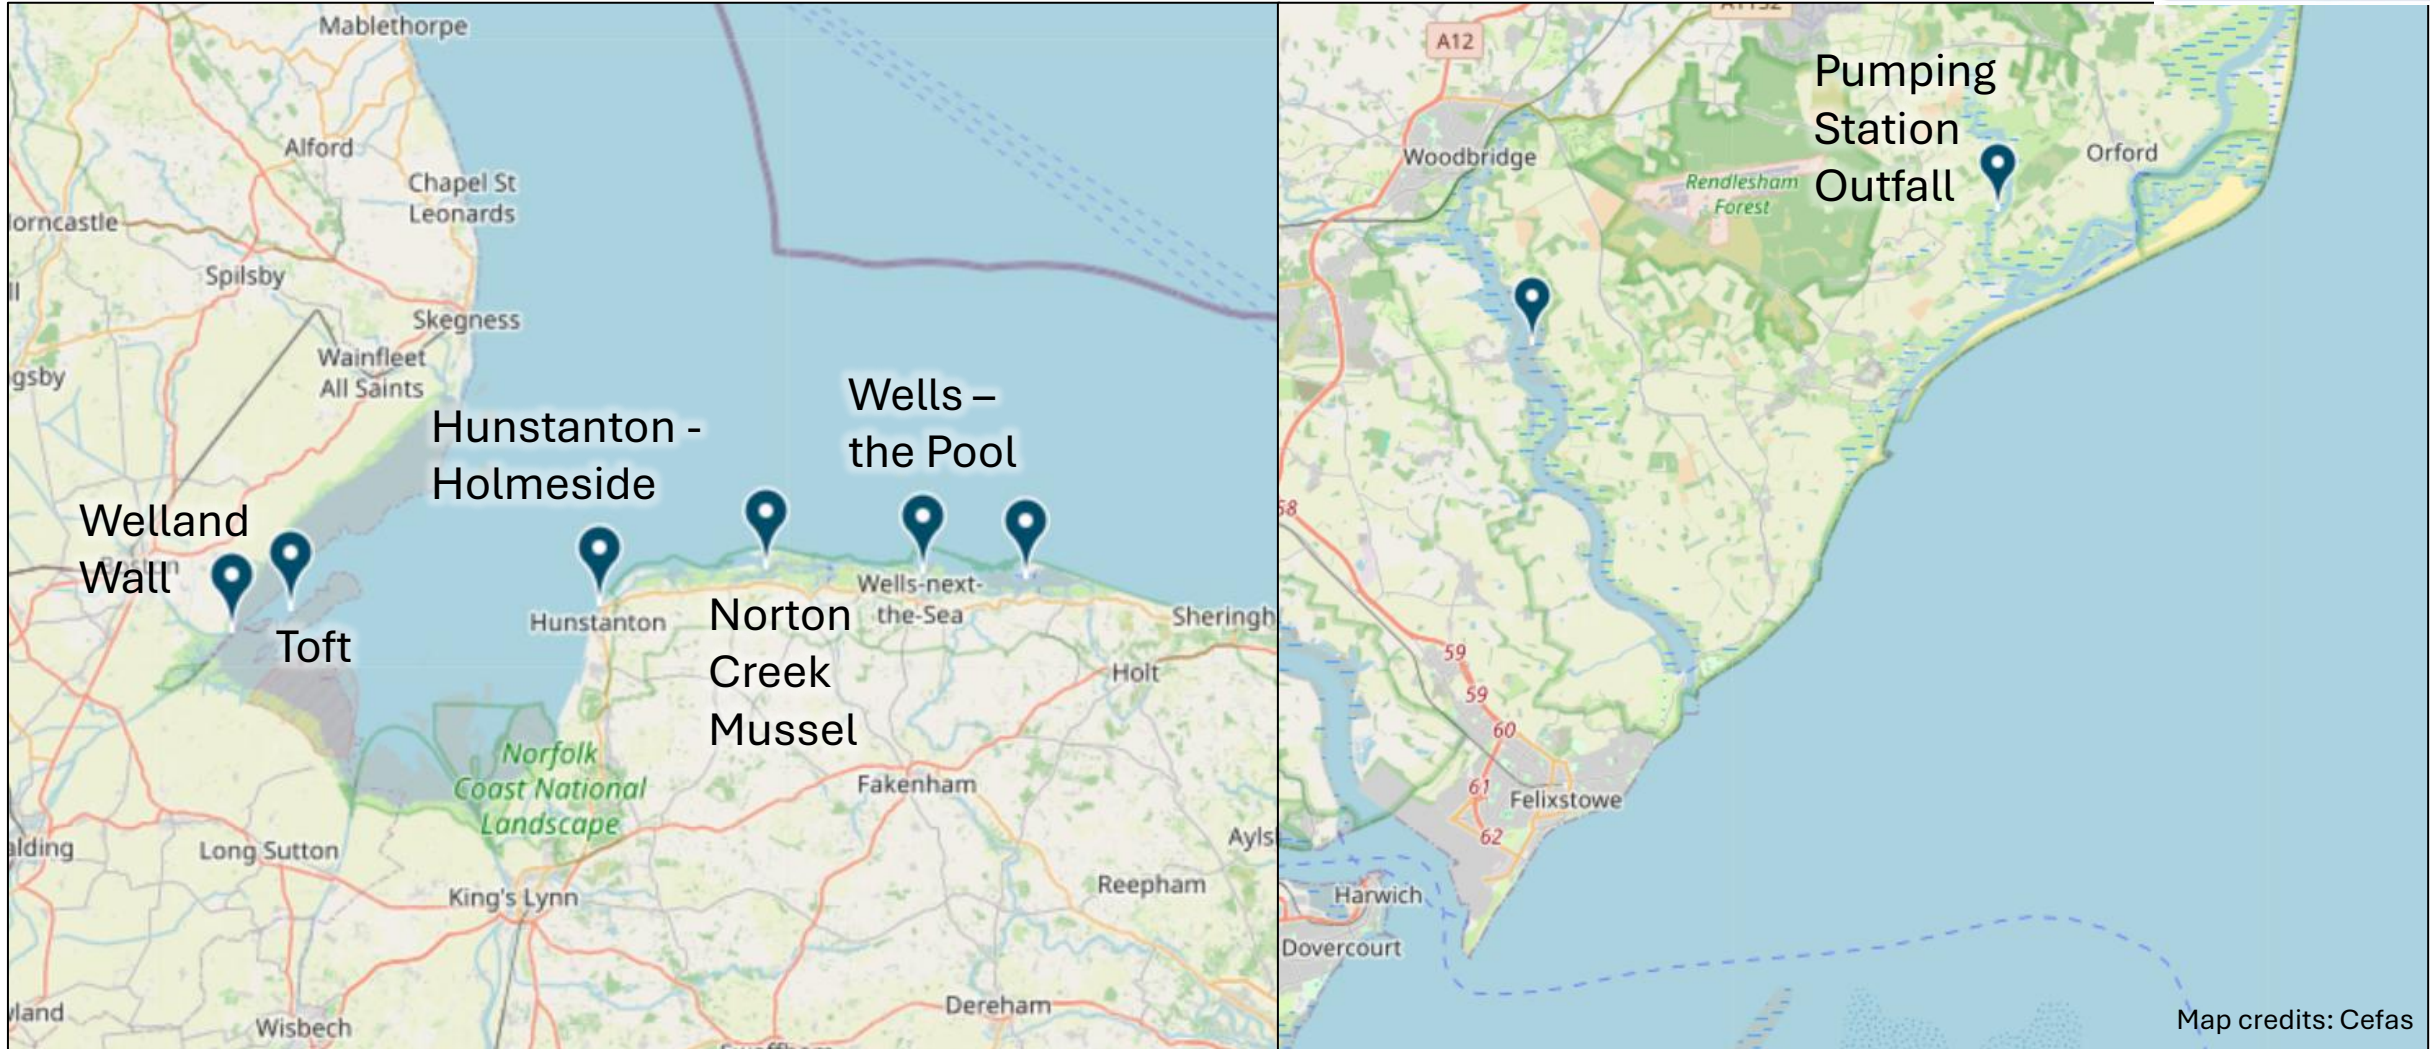 Mablethorpe
Alford
Chapel St
Leonards
orncastle
Spilsby
Skegness
Wainfleet
All Saints
gsby
Hunstanton -
Holmeside
Wells –
the Pool
Welland
Wall
Boston
Toft
Hunstanton
Norton
Creek
Mussel
Wells-next-
the-Sea
Sheringh
Holt
Norfolk
Coast National
Landscape
Fakenham
alding
Long Sutton
King's Lynn
Ayls
Reepham
Dereham
Wisbech
land
A12
A1152
Pumping
Station
Outfall
Woodbridge
Rendlesham
Forest
Orford
58
59
59
60
61
62
Felixstowe
Harwich
Dovercourt
Map credits: Cefas